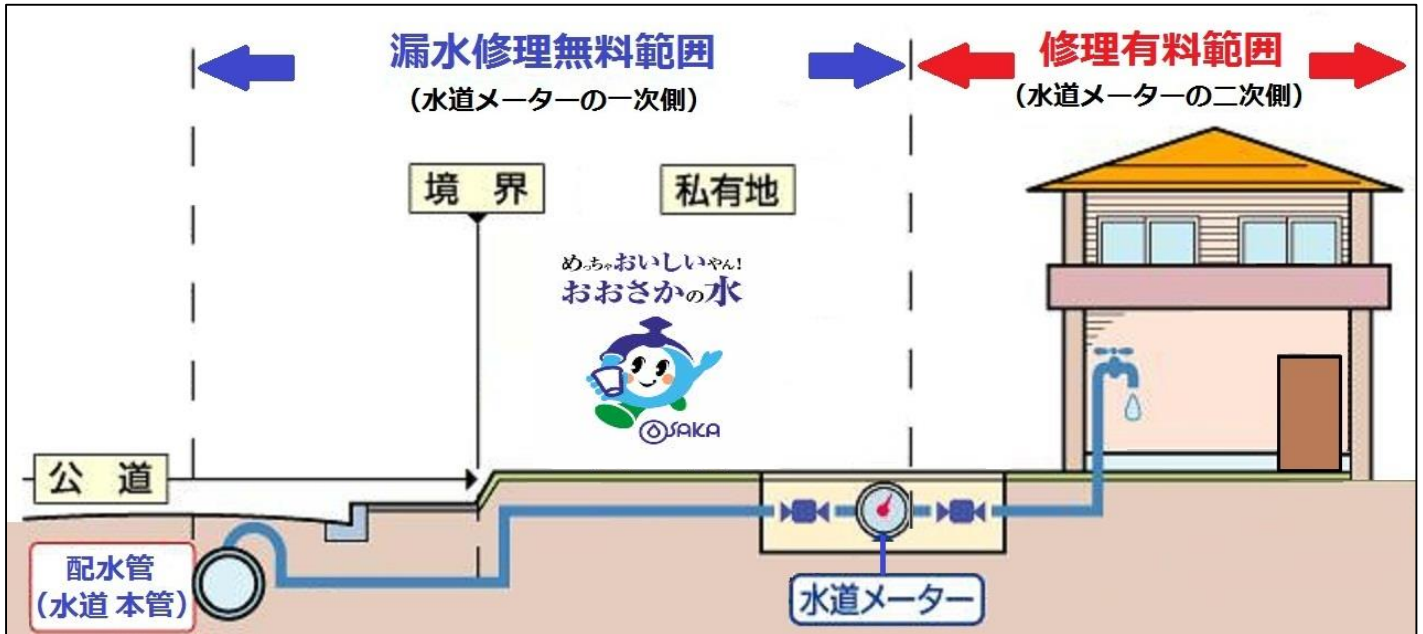 漏水修理無料範囲
（水道メーターの一次側）
修理有料範囲
（水道メーターの二次側）
境 界
私有地
めっちゃおいしいやん!
おおさかの水
OSAKA
公 道
配水管
（水道 本管）
水道メーター